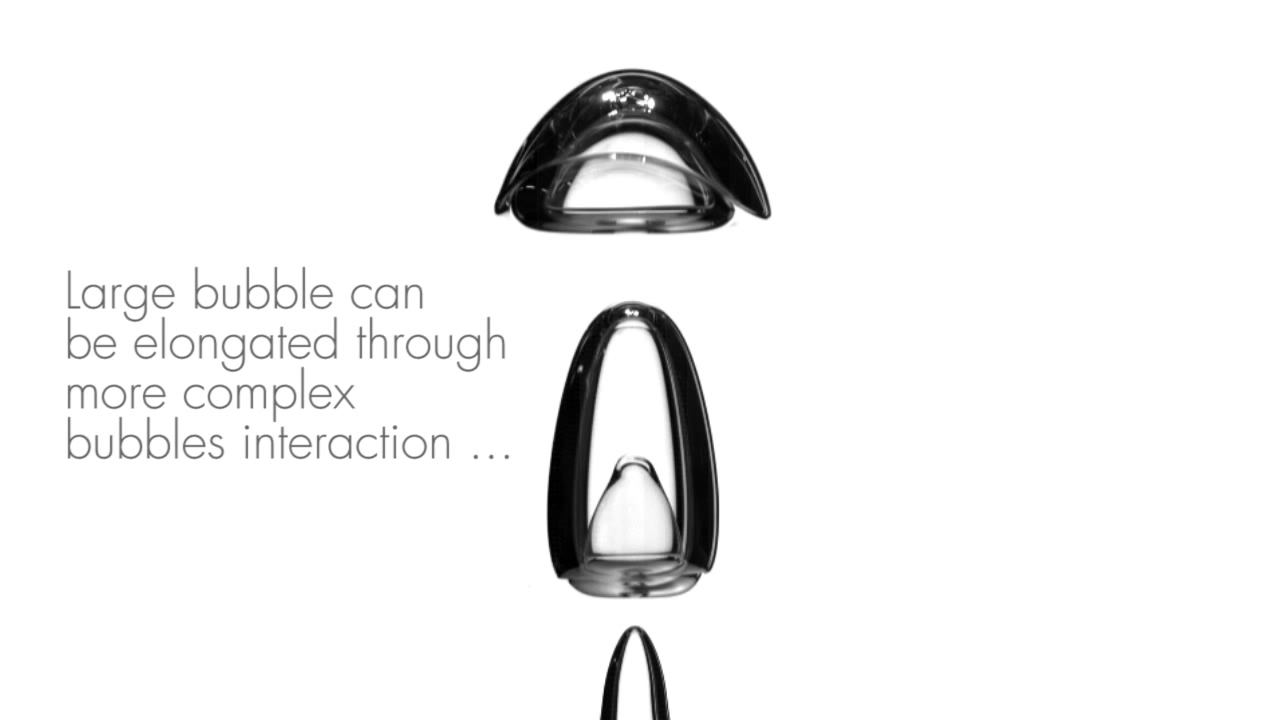 Large bubble can
be elongated through
more complex
bubbles interaction ...